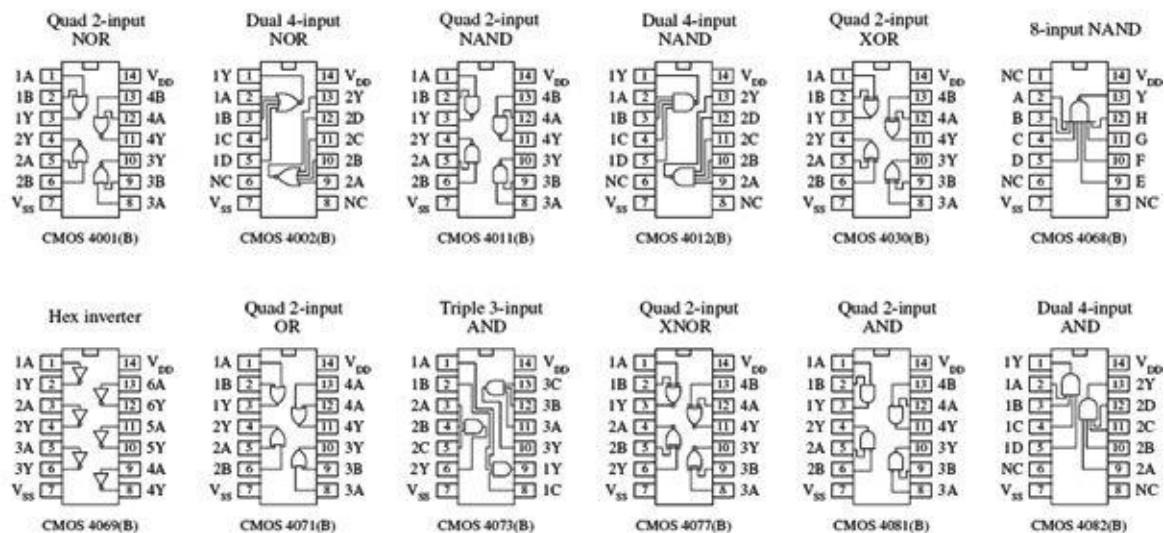 Quad 2-input
NOR
1A 1 14 VDD
1B 2 13 4B
1Y 3 12 4A
2Y 4 11 4Y
2A 5 10 3Y
2B 6 9 3B
VSS 7 8 3A
CMOS 4001(B)
Dual 4-input
NOR
1Y 1 14 VDD
1A 2 13 2Y
1B 3 12 2D
1C 4 11 2C
1D 5 10 2B
NC 6 9 2A
VSS 7 8 NC
CMOS 4002(B)
Quad 2-input
NAND
1A 1 14 VDD
1B 2 13 4B
1Y 3 12 4A
2Y 4 11 4Y
2A 5 10 3Y
2B 6 9 3B
VSS 7 8 3A
CMOS 4011(B)
Dual 4-input
NAND
1Y 1 14 VDD
1A 2 13 2Y
1B 3 12 2D
1C 4 11 2C
1D 5 10 2B
NC 6 9 2A
VSS 7 8 NC
CMOS 4012(B)
Quad 2-input
XOR
1A 1 14 VDD
1B 2 13 4B
1Y 3 12 4A
2Y 4 11 4Y
2A 5 10 3Y
2B 6 9 3B
VSS 7 8 3A
CMOS 4030(B)
8-input NAND
NC 1 14 VDD
A 2 13 Y
B 3 12 H
C 4 11 G
D 5 10 F
NC 6 9 E
VSS 7 8 NC
CMOS 4068(B)
Hex inverter
1A 1 14 VDD
1Y 2 13 6A
2A 3 12 6Y
2Y 4 11 5A
3A 5 10 5Y
3Y 6 9 4A
VSS 7 8 4Y
CMOS 4069(B)
Quad 2-input
OR
1A 1 14 VDD
1B 2 13 4A
1Y 3 12 4A
2Y 4 11 4Y
2A 5 10 3Y
2B 6 9 3B
VSS 7 8 3A
CMOS 4071(B)
Triple 3-input
AND
1A 1 14 VDD
1B 2 13 3C
2A 3 12 3B
2B 4 11 3A
2C 5 10 3Y
2Y 6 9 1Y
VSS 7 8 1C
CMOS 4073(B)
Quad 2-input
XNOR
1A 1 14 VDD
1B 2 13 4B
1Y 3 12 4A
2A 4 11 4Y
2B 5 10 3Y
2Y 6 9 3B
VSS 7 8 3A
CMOS 4077(B)
Quad 2-input
AND
1A 1 14 VDD
1B 2 13 4B
1Y 3 12 4A
2Y 4 11 4Y
2A 5 10 3Y
2B 6 9 3B
VSS 7 8 3A
CMOS 4081(B)
Dual 4-input
AND
1Y 1 14 VDD
1A 2 13 2Y
1B 3 12 2D
1C 4 11 2C
1D 5 10 2B
NC 6 9 2A
VSS 7 8 NC
CMOS 4082(B)